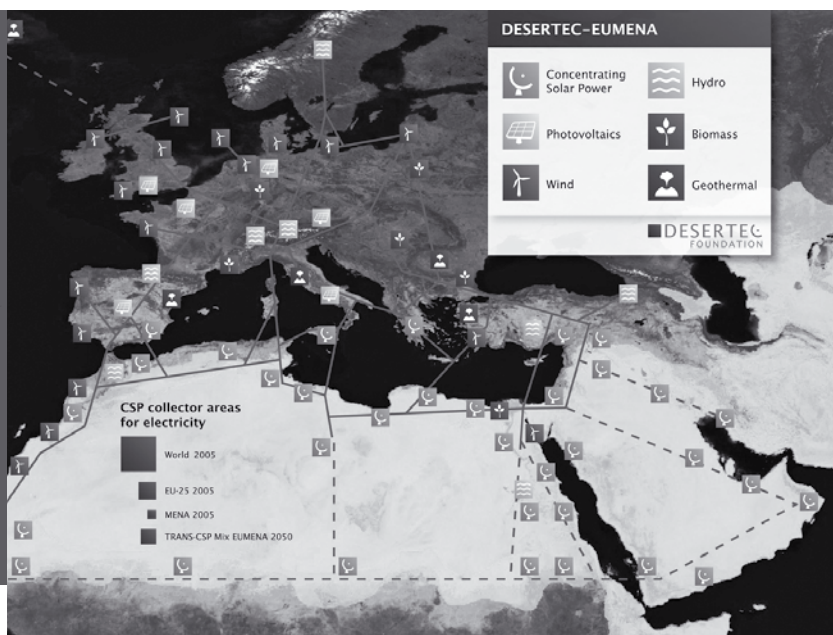 DESERTEC–EUMENA
Concentrating
Solar Power
Hydro
Photovoltaics
Biomass
Wind
Geothermal
DESERTEC
FOUNDATION
CSP collector areas
for electricity
World 2005
EU-25 2005
MENA 2005
TRANS-CSP Mix EUMENA 2050